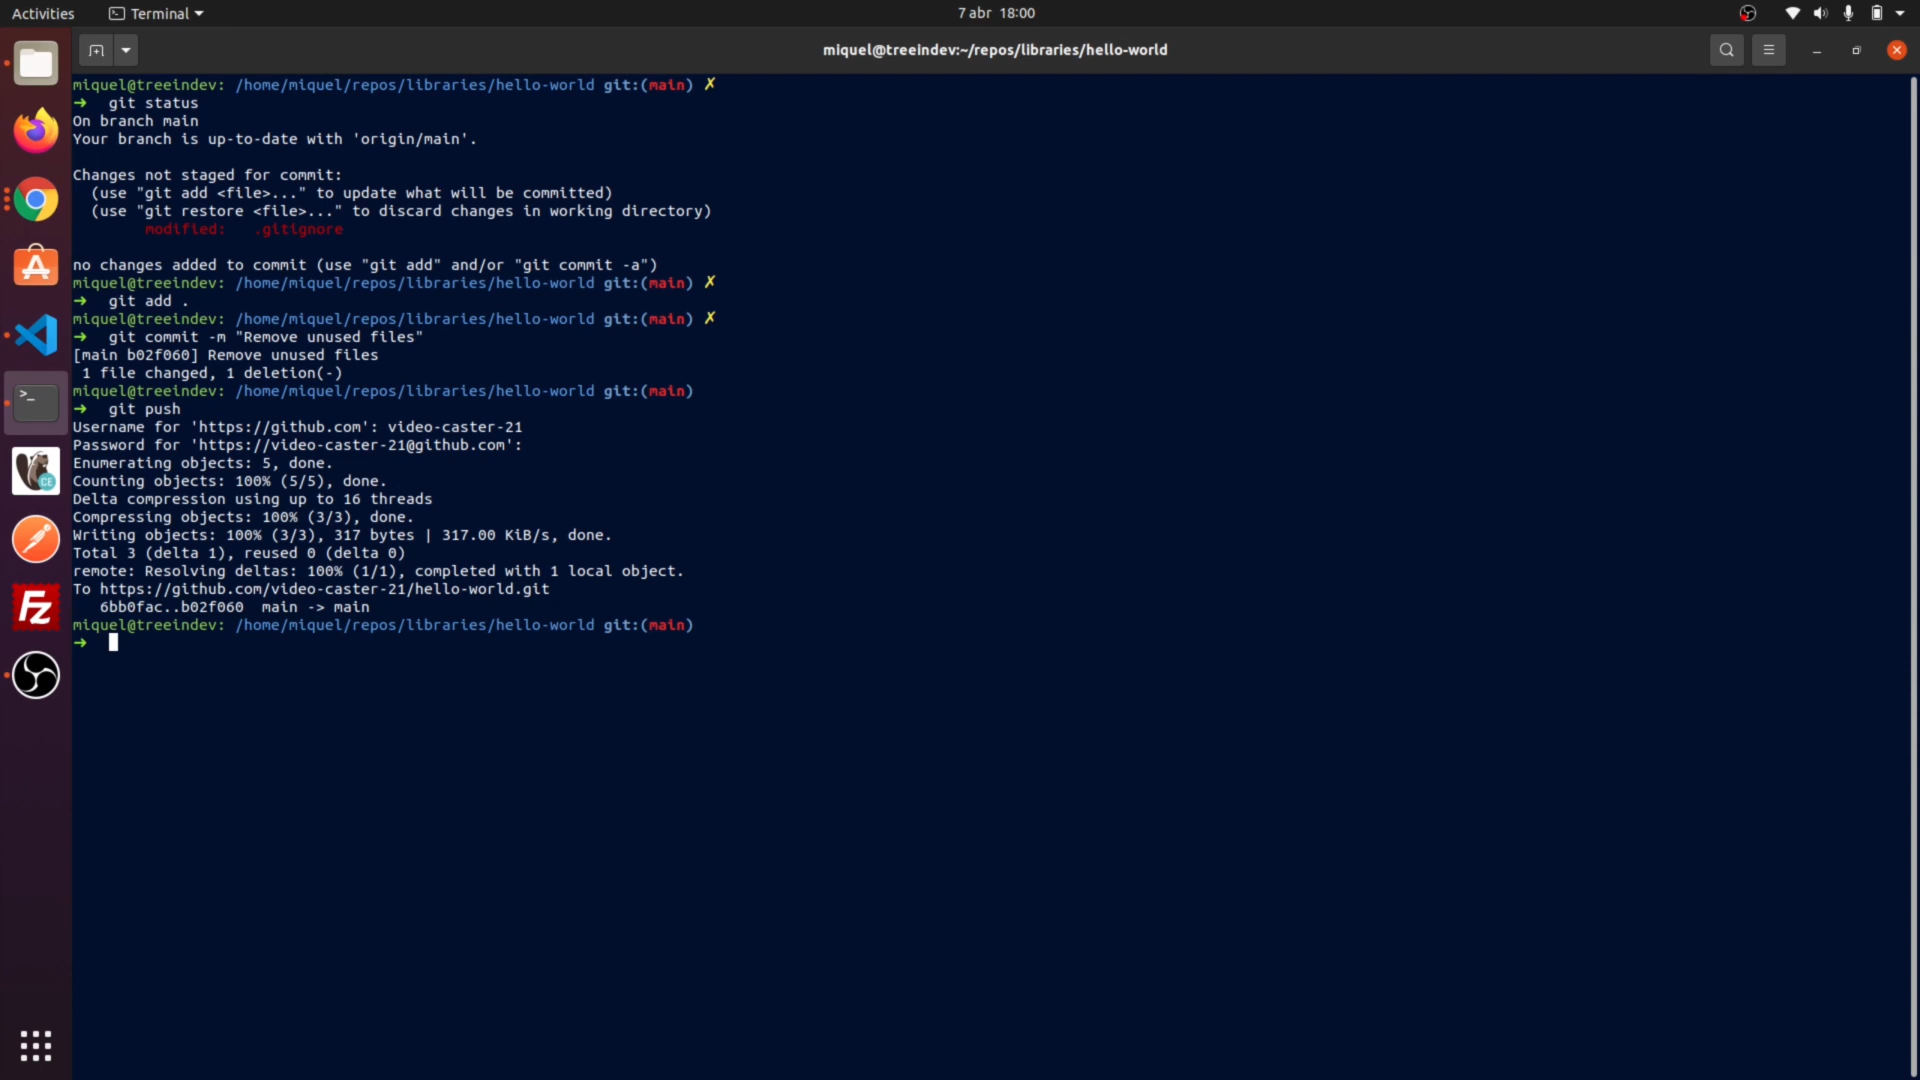 Activities
Terminal
7 abr 18:00
miquel@treeindev:~/repos/libraries/hello-world
miquel@treeindev: /home/miquel/repos/libraries/hello-world git:(main) ✗
➜ git status
On branch main
Your branch is up-to-date with 'origin/main'.
Changes not staged for commit:
(use "git add <file>..." to update what will be committed)
(use "git restore <file>..." to discard changes in working directory)
modified: .gitignore
no changes added to commit (use "git add" and/or "git commit -a")
miquel@treeindev: /home/miquel/repos/libraries/hello-world git:(main) ✗
➜ git add .
miquel@treeindev: /home/miquel/repos/libraries/hello-world git:(main) ✗
➜ git commit -m "Remove unused files"
[main b02f060] Remove unused files
1 file changed, 1 deletion(-)
miquel@treeindev: /home/miquel/repos/libraries/hello-world git:(main)
➜ git push
Username for 'https://github.com': video-caster-21
Password for 'https://video-caster-21@github.com':
Enumerating objects: 5, done.
Counting objects: 100% (5/5), done.
Delta compression using up to 16 threads
Compressing objects: 100% (3/3), done.
Writing objects: 100% (3/3), 317 bytes | 317.00 KiB/s, done.
Total 3 (delta 1), reused 0 (delta 0)
remote: Resolving deltas: 100% (1/1), completed with 1 local object.
To https://github.com/video-caster-21/hello-world.git
6bb0fac..b02f060 main -> main
miquel@treeindev: /home/miquel/repos/libraries/hello-world git:(main)
➜
>_
CE
Fz